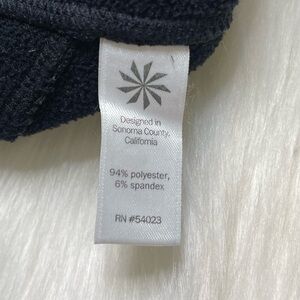 Designed in
Sonoma County,
California
94% polyester,
6% spandex
RN #54023